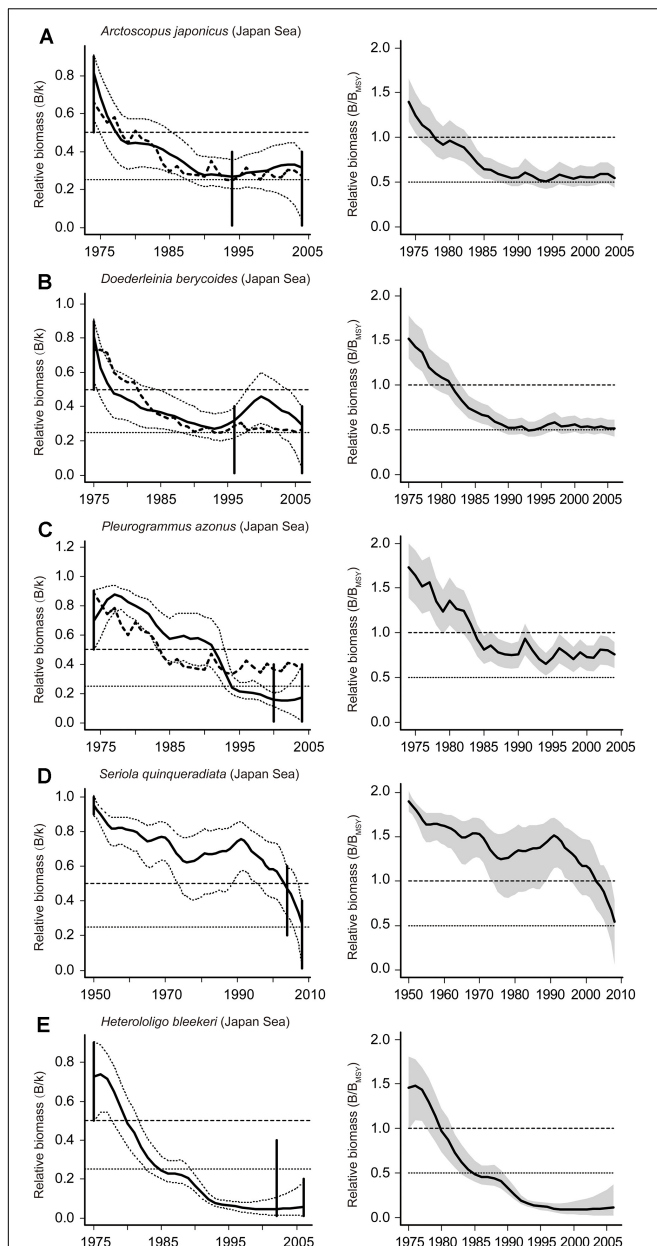 A Arctoscopus japonicus (Japan Sea)
Relative biomass (B/k)
0.8
0.6
0.4
0.2
0.0
1975 1985 1995 2005
Relative biomass (B/B_MSY)
2.0
1.5
1.0
0.5
0.0
1975 1980 1985 1990 1995 2000 2005
B Doederleinia berycoides (Japan Sea)
Relative biomass (B/k)
1.0
0.8
0.6
0.4
0.2
0.0
1975 1985 1995 2005
Relative biomass (B/B_MSY)
2.0
1.5
1.0
0.5
0.0
1975 1980 1985 1990 1995 2000 2005
C Pleurogrammus azonus (Japan Sea)
Relative biomass (B/k)
1.2
1.0
0.8
0.6
0.4
0.2
0.0
1975 1985 1995 2005
Relative biomass (B/B_MSY)
2.0
1.5
1.0
0.5
0.0
1975 1980 1985 1990 1995 2000 2005
D Seriola quinqueradiata (Japan Sea)
Relative biomass (B/k)
1.0
0.8
0.6
0.4
0.2
0.0
1950 1970 1990 2010
Relative biomass (B/B_MSY)
2.0
1.5
1.0
0.5
0.0
1950 1960 1970 1980 1990 2000 2010
E Heterololigo bleekeri (Japan Sea)
Relative biomass (B/k)
0.8
0.6
0.4
0.2
0.0
1975 1985 1995 2005
Relative biomass (B/B_MSY)
2.0
1.5
1.0
0.5
0.0
1975 1980 1985 1990 1995 2000 2005